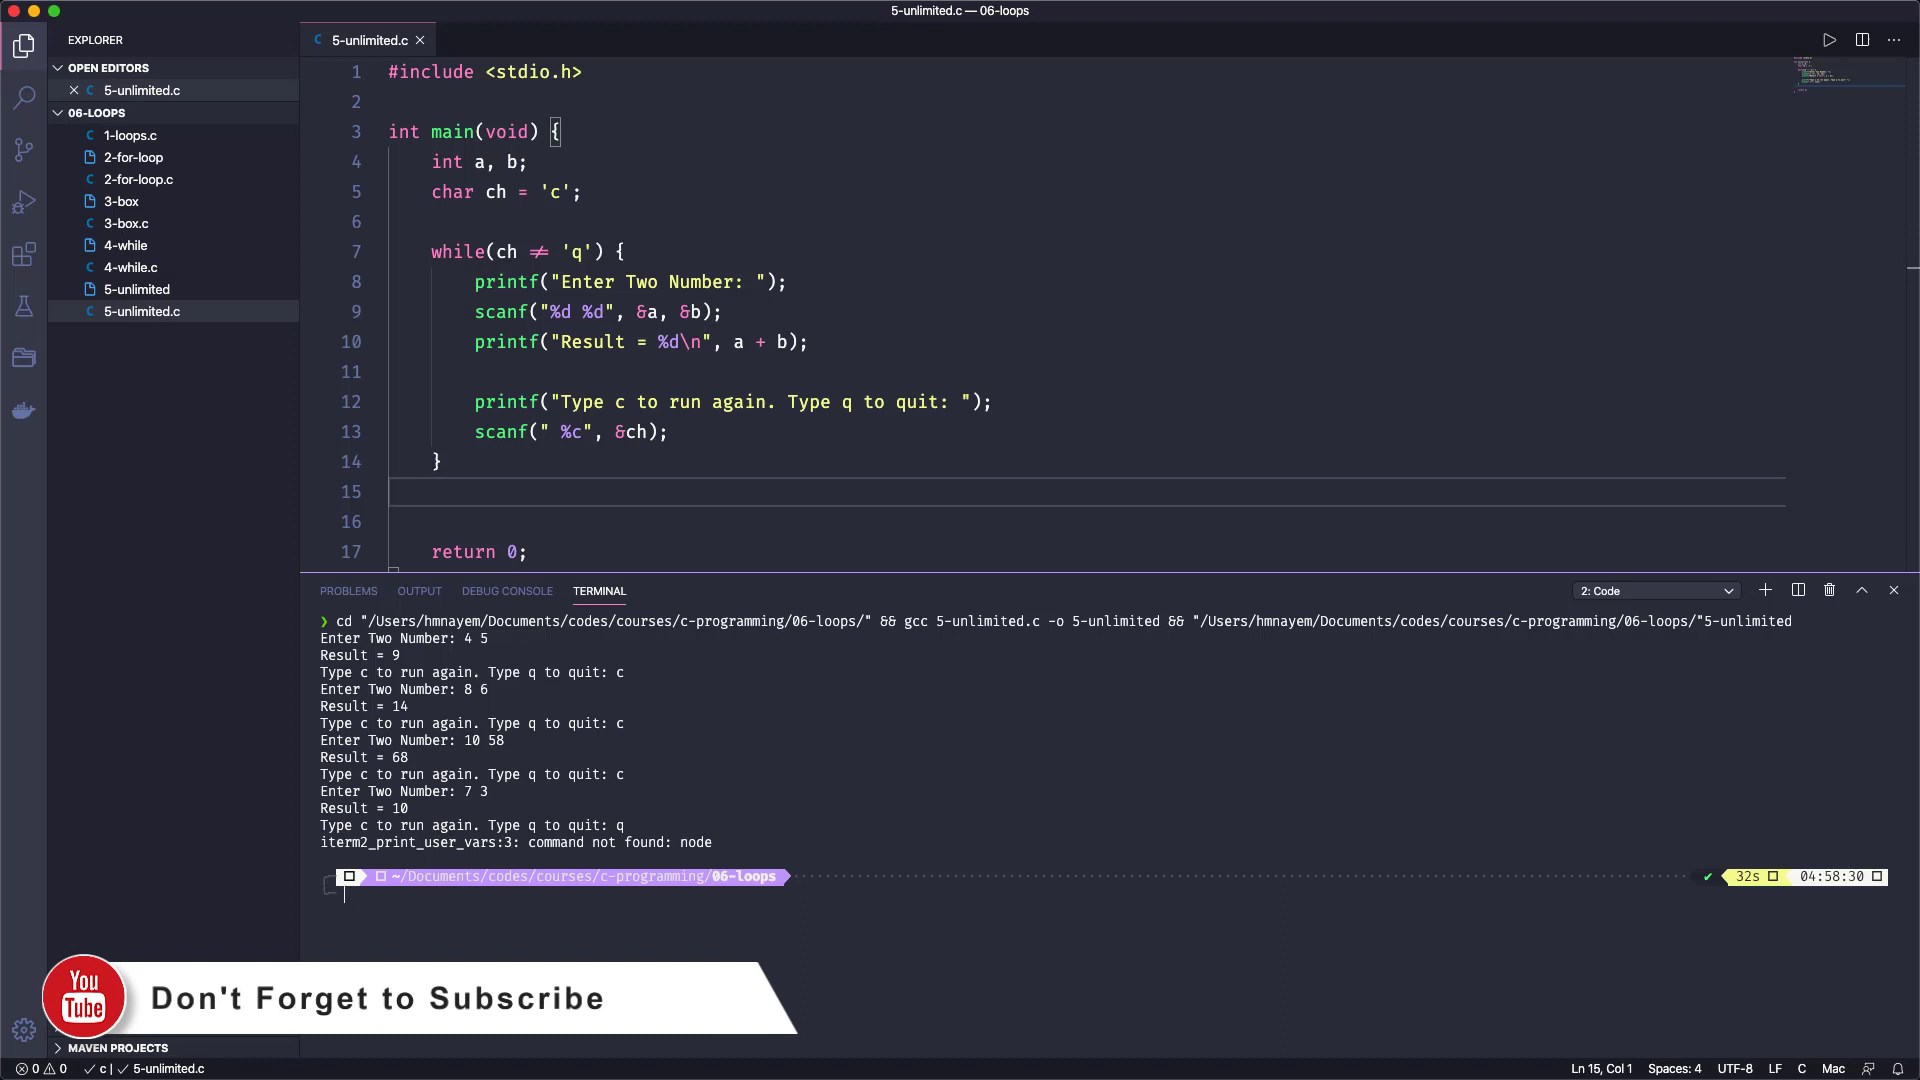 5-unlimited.c — 06-loops
EXPLORER
OPEN EDITORS
5-unlimited.c
06-LOOPS
1-loops.c
2-for-loop
2-for-loop.c
3-box
3-box.c
4-while
4-while.c
5-unlimited
5-unlimited.c
MAVEN PROJECTS
5-unlimited.c
1 #include <stdio.h>
2
3 int main(void) {
4 int a, b;
5 char ch = 'c';
6
7 while(ch ≠ 'q') {
8 printf("Enter Two Number: ");
9 scanf("%d %d", &a, &b);
10 printf("Result = %d\n", a + b);
11
12 printf("Type c to run again. Type q to quit: ");
13 scanf(" %c", &ch);
14 }
15
16
17 return 0;
PROBLEMS OUTPUT DEBUG CONSOLE TERMINAL 2: Code
❯ cd "/Users/hmnayem/Documents/codes/courses/c-programming/06-loops/" && gcc 5-unlimited.c -o 5-unlimited && "/Users/hmnayem/Documents/codes/courses/c-programming/06-loops/"5-unlimited
Enter Two Number: 4 5
Result = 9
Type c to run again. Type q to quit: c
Enter Two Number: 8 6
Result = 14
Type c to run again. Type q to quit: c
Enter Two Number: 10 58
Result = 68
Type c to run again. Type q to quit: c
Enter Two Number: 7 3
Result = 10
Type c to run again. Type q to quit: q
iterm2_print_user_vars:3: command not found: node
~/Documents/codes/courses/c-programming/06-loops ✔ 32s 04:58:30
You
Tube
Don't Forget to Subscribe
0 0 ✓ c | ✓ 5-unlimited.c Ln 15, Col 1 Spaces: 4 UTF-8 LF C Mac